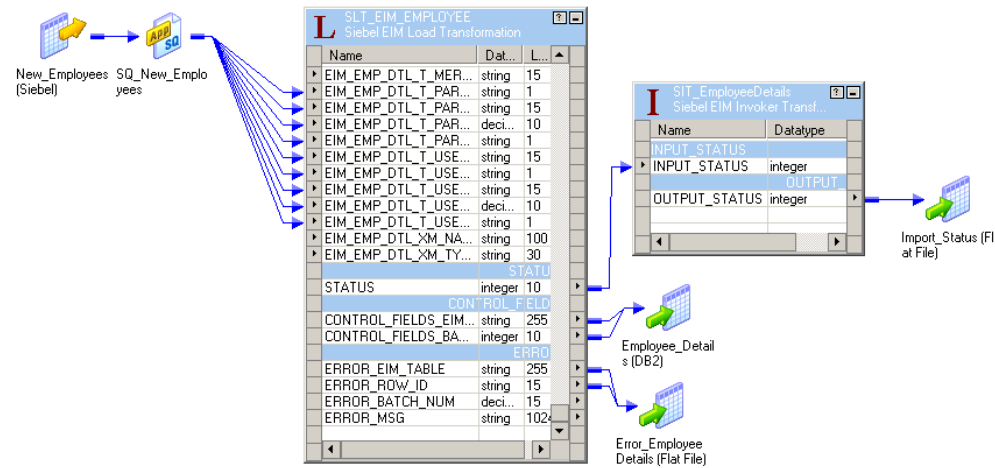 New_Employees
(Siebel)
APP
SQ
SQ_New_Emplo
yees
L
SLT_EIM_EMPLOYEE
Siebel EIM Load Transformation
Name Dat... L...
EIM_EMP_DTL_T_MER... string 15
EIM_EMP_DTL_T_PAR... string 1
EIM_EMP_DTL_T_PAR... string 15
EIM_EMP_DTL_T_PAR... deci... 10
EIM_EMP_DTL_T_PAR... string 1
EIM_EMP_DTL_T_USE... string 15
EIM_EMP_DTL_T_USE... string 1
EIM_EMP_DTL_T_USE... string 15
EIM_EMP_DTL_T_USE... deci... 10
EIM_EMP_DTL_T_USE... string 1
EIM_EMP_DTL_XM_NA... string 100
EIM_EMP_DTL_XM_TY... string 30
STATU
STATUS integer 10
CONTROL_FIELD
CONTROL_FIELDS_EIM... string 255
CONTROL_FIELDS_BA... integer 10
ERRO
ERROR_EIM_TABLE string 255
ERROR_ROW_ID string 15
ERROR_BATCH_NUM deci... 15
ERROR_MSG string 1024
I
SIT_EmployeeDetails
Siebel EIM Invoker Transf...
Name Datatype
INPUT_STATUS
INPUT_STATUS integer
OUTPUT_
OUTPUT_STATUS integer
Import_Status (Fl
at File)
Employee_Detail
s (DB2)
Error_Employee
Details (Flat File)